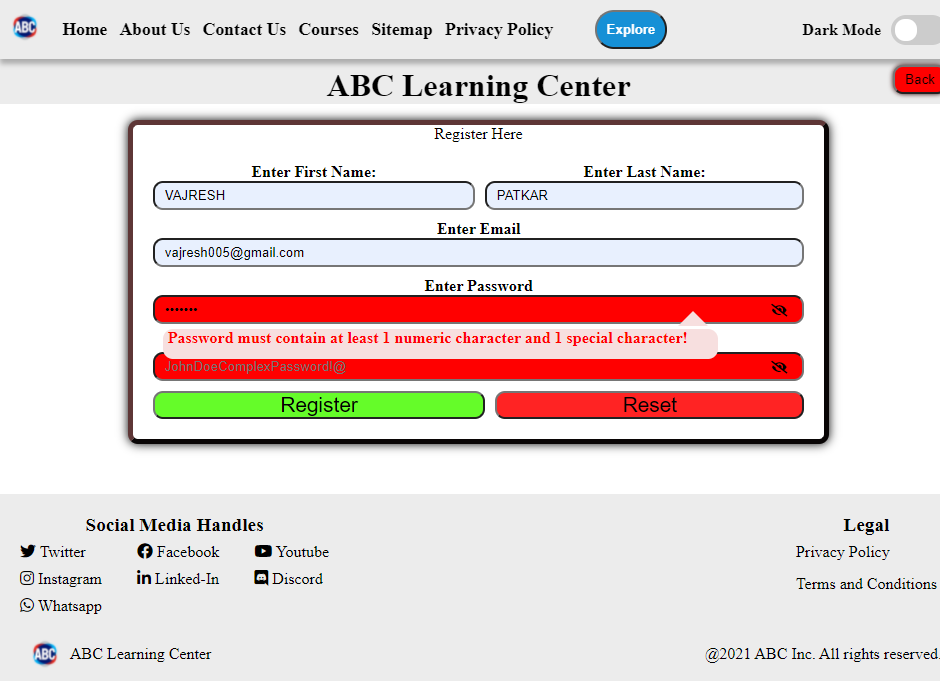 ABC Home About Us Contact Us Courses Sitemap Privacy Policy Explore Dark Mode
Back
ABC Learning Center
Register Here
Enter First Name: Enter Last Name:
VAJRESH PATKAR
Enter Email
vajresh005@gmail.com
Enter Password
•••••••
Password must contain at least 1 numeric character and 1 special character!
JohnDoeComplexPassword!@
Register Reset
Social Media Handles Legal
Twitter Facebook Youtube Privacy Policy
Instagram Linked-In Discord Terms and Conditions
Whatsapp
ABC ABC Learning Center @2021 ABC Inc. All rights reserved.